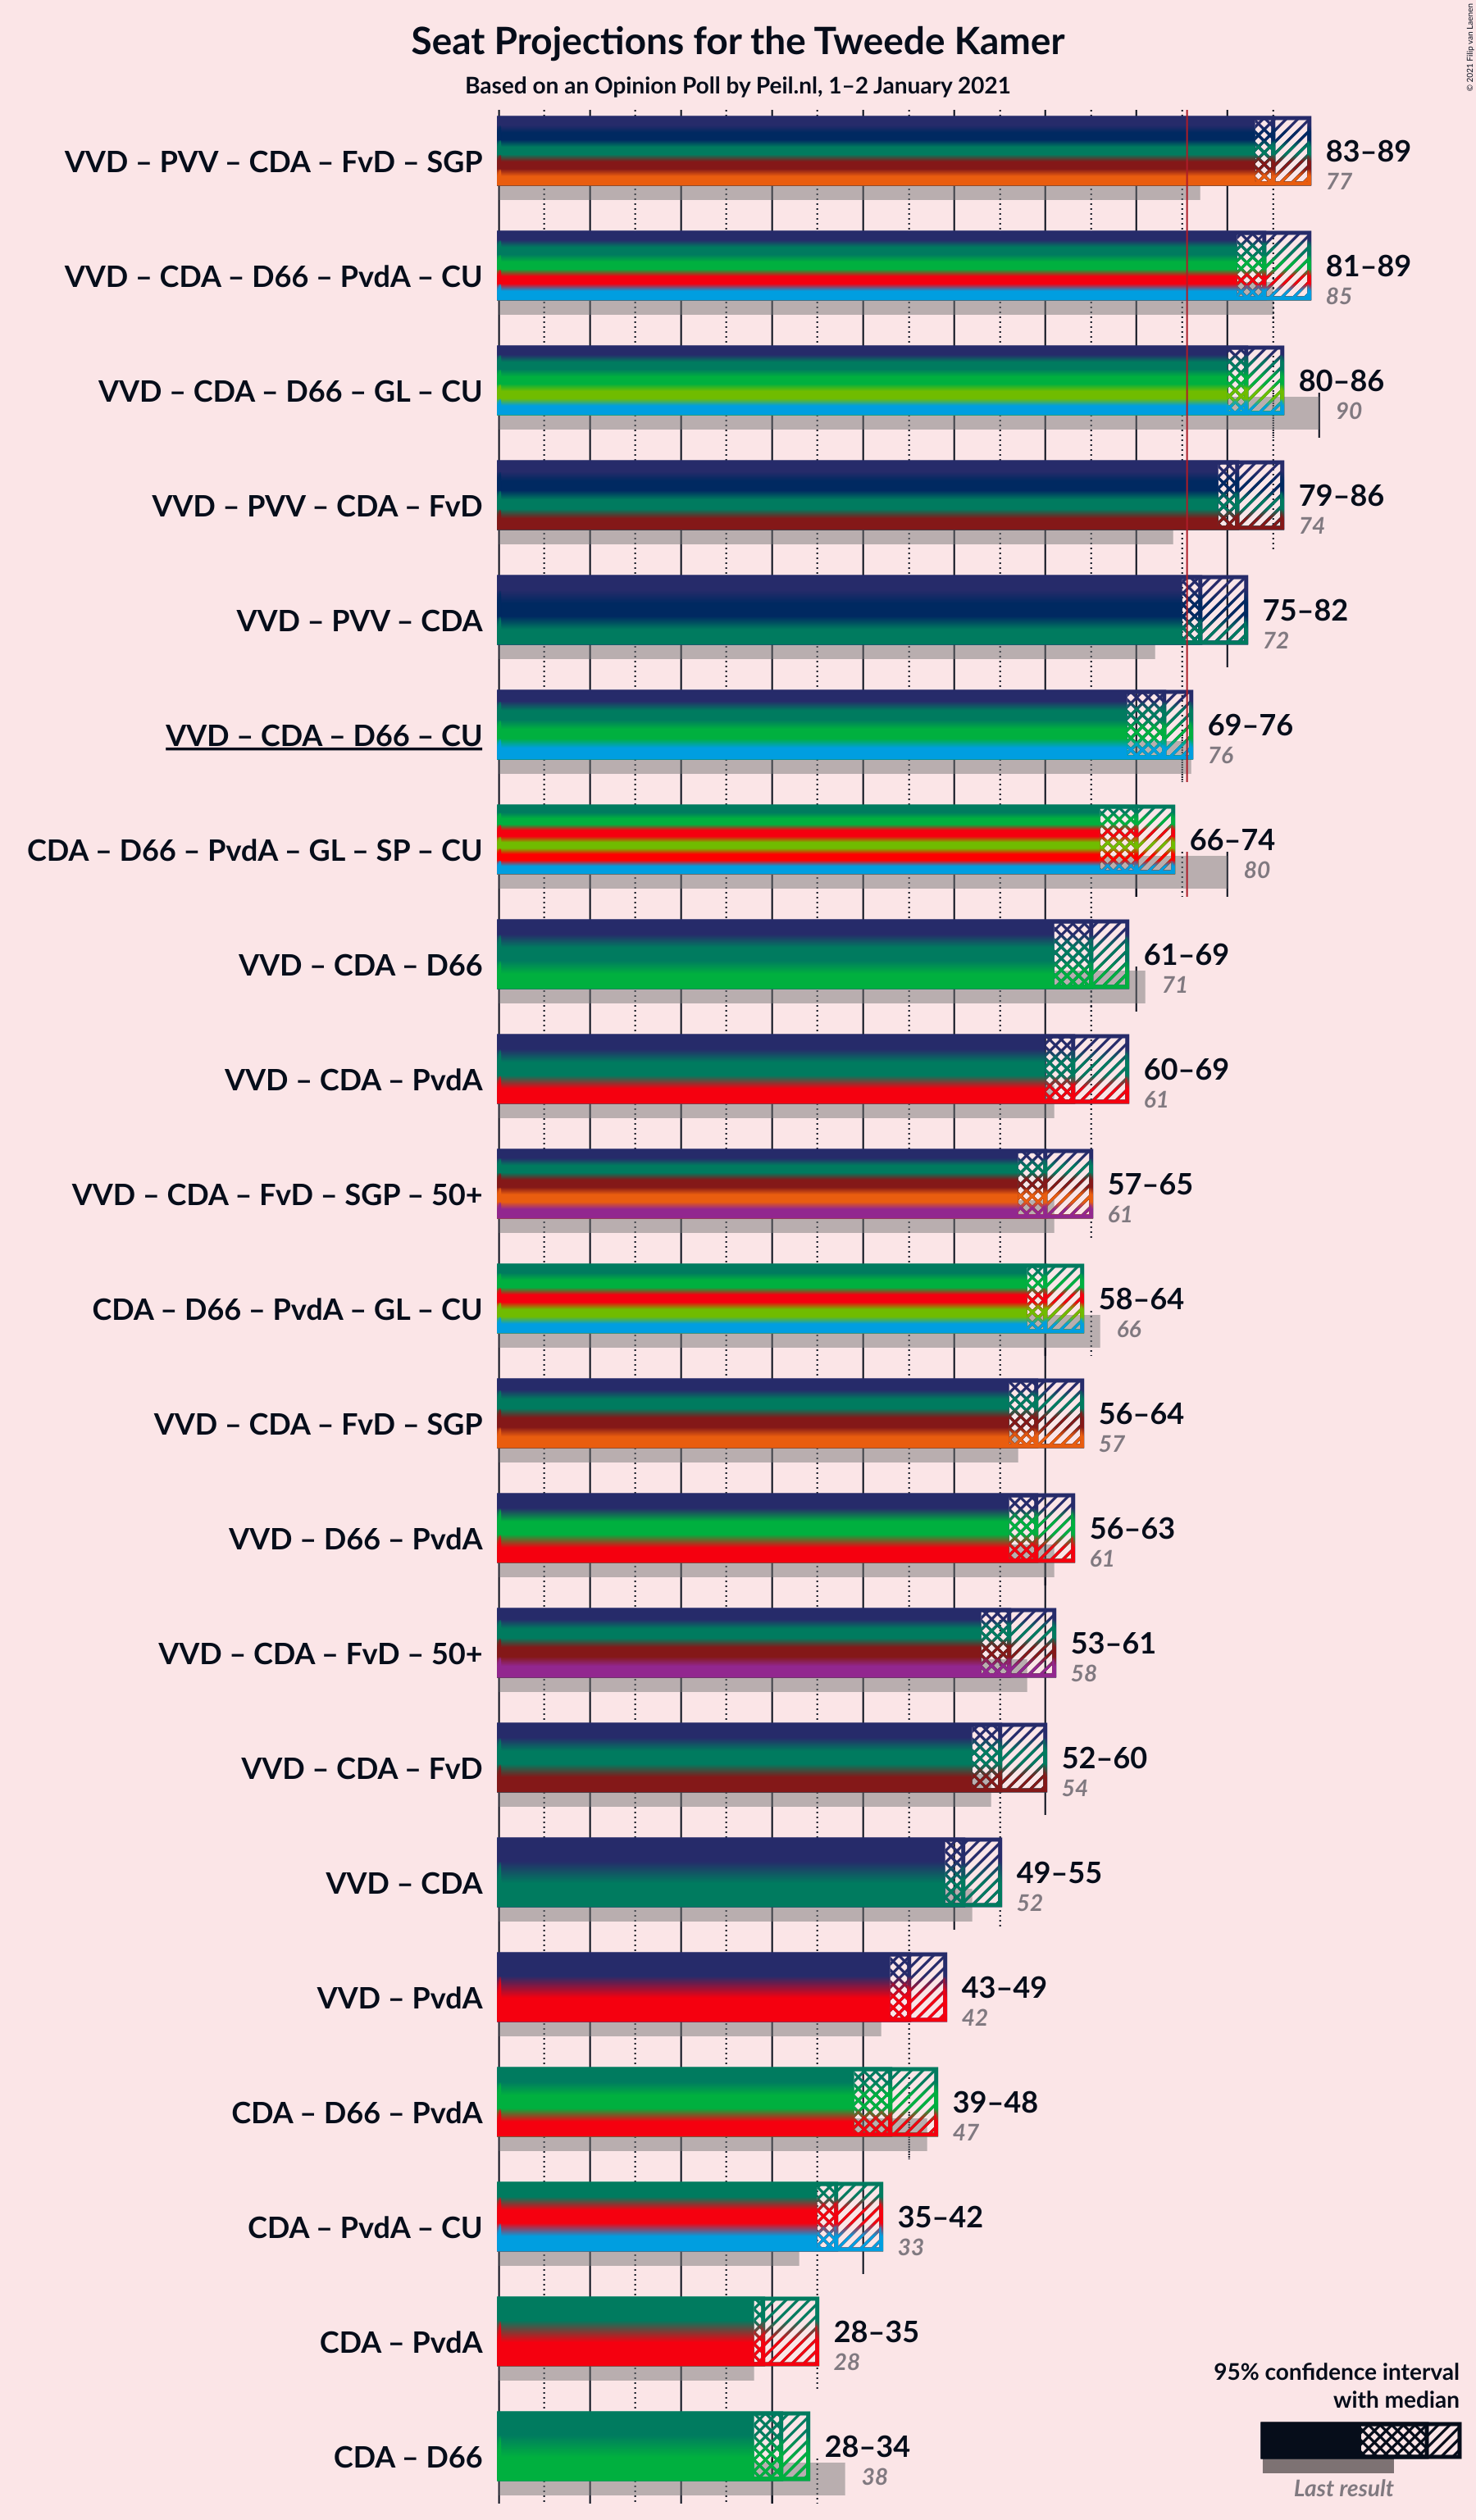 © 2021 Filip van Laenen
Seat Projections for the Tweede Kamer
Based on an Opinion Poll by Peil.nl, 1–2 January 2021
VVD – PVV – CDA – FvD – SGP 83–89
77
VVD – CDA – D66 – PvdA – CU 81–89
85
VVD – CDA – D66 – GL – CU 80–86
90
VVD – PVV – CDA – FvD 79–86
74
VVD – PVV – CDA 75–82
72
VVD – CDA – D66 – CU 69–76
76
CDA – D66 – PvdA – GL – SP – CU 66–74
80
VVD – CDA – D66 61–69
71
VVD – CDA – PvdA 60–69
61
VVD – CDA – FvD – SGP – 50+ 57–65
61
CDA – D66 – PvdA – GL – CU 58–64
66
VVD – CDA – FvD – SGP 56–64
57
VVD – D66 – PvdA 56–63
61
VVD – CDA – FvD – 50+ 53–61
58
VVD – CDA – FvD 52–60
54
VVD – CDA 49–55
52
VVD – PvdA 43–49
42
CDA – D66 – PvdA 39–48
47
CDA – PvdA – CU 35–42
33
CDA – PvdA 28–35
28
CDA – D66 28–34
38
95% confidence interval
with median
Last result